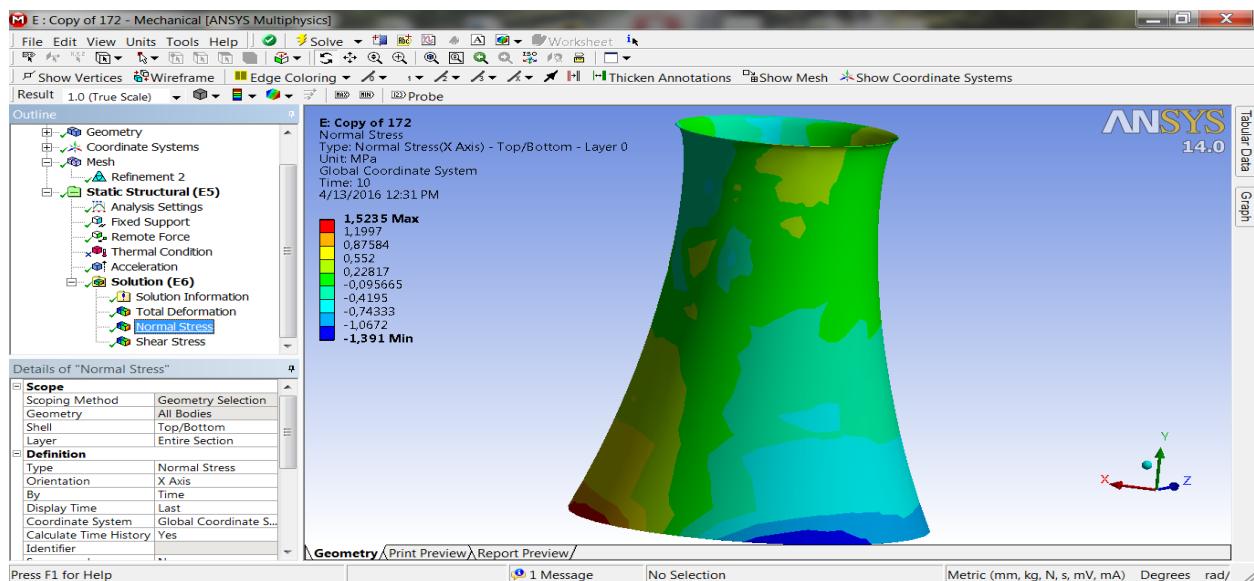 E : Copy of 172 - Mechanical [ANSYS Multiphysics]
File Edit View Units Tools Help Solve Worksheet
Show Vertices Wireframe Edge Coloring Thicken Annotations Show Mesh Show Coordinate Systems
Result 1.0 (True Scale) MAX MIN Probe
Outline
Geometry
Coordinate Systems
Mesh
Refinement 2
Static Structural (E5)
Analysis Settings
Fixed Support
Remote Force
Thermal Condition
Acceleration
Solution (E6)
Solution Information
Total Deformation
Normal Stress
Shear Stress
Details of "Normal Stress"
Scope
Scoping Method Geometry Selection
Geometry All Bodies
Shell Top/Bottom
Layer Entire Section
Definition
Type Normal Stress
Orientation X Axis
By Time
Display Time Last
Coordinate System Global Coordinate S...
Calculate Time History Yes
Identifier
E: Copy of 172
Normal Stress
Type: Normal Stress(X Axis) - Top/Bottom - Layer 0
Unit: MPa
Global Coordinate System
Time: 10
4/13/2016 12:31 PM
1,5235 Max
1,1997
0,87584
0,552
0,22817
-0,095665
-0,4195
-0,74333
-1,0672
-1,391 Min
ANSYS
14.0
Y
X
Z
Tabular Data
Graph
Geometry Print Preview Report Preview
Press F1 for Help 1 Message No Selection Metric (mm, kg, N, s, mV, mA) Degrees rad/